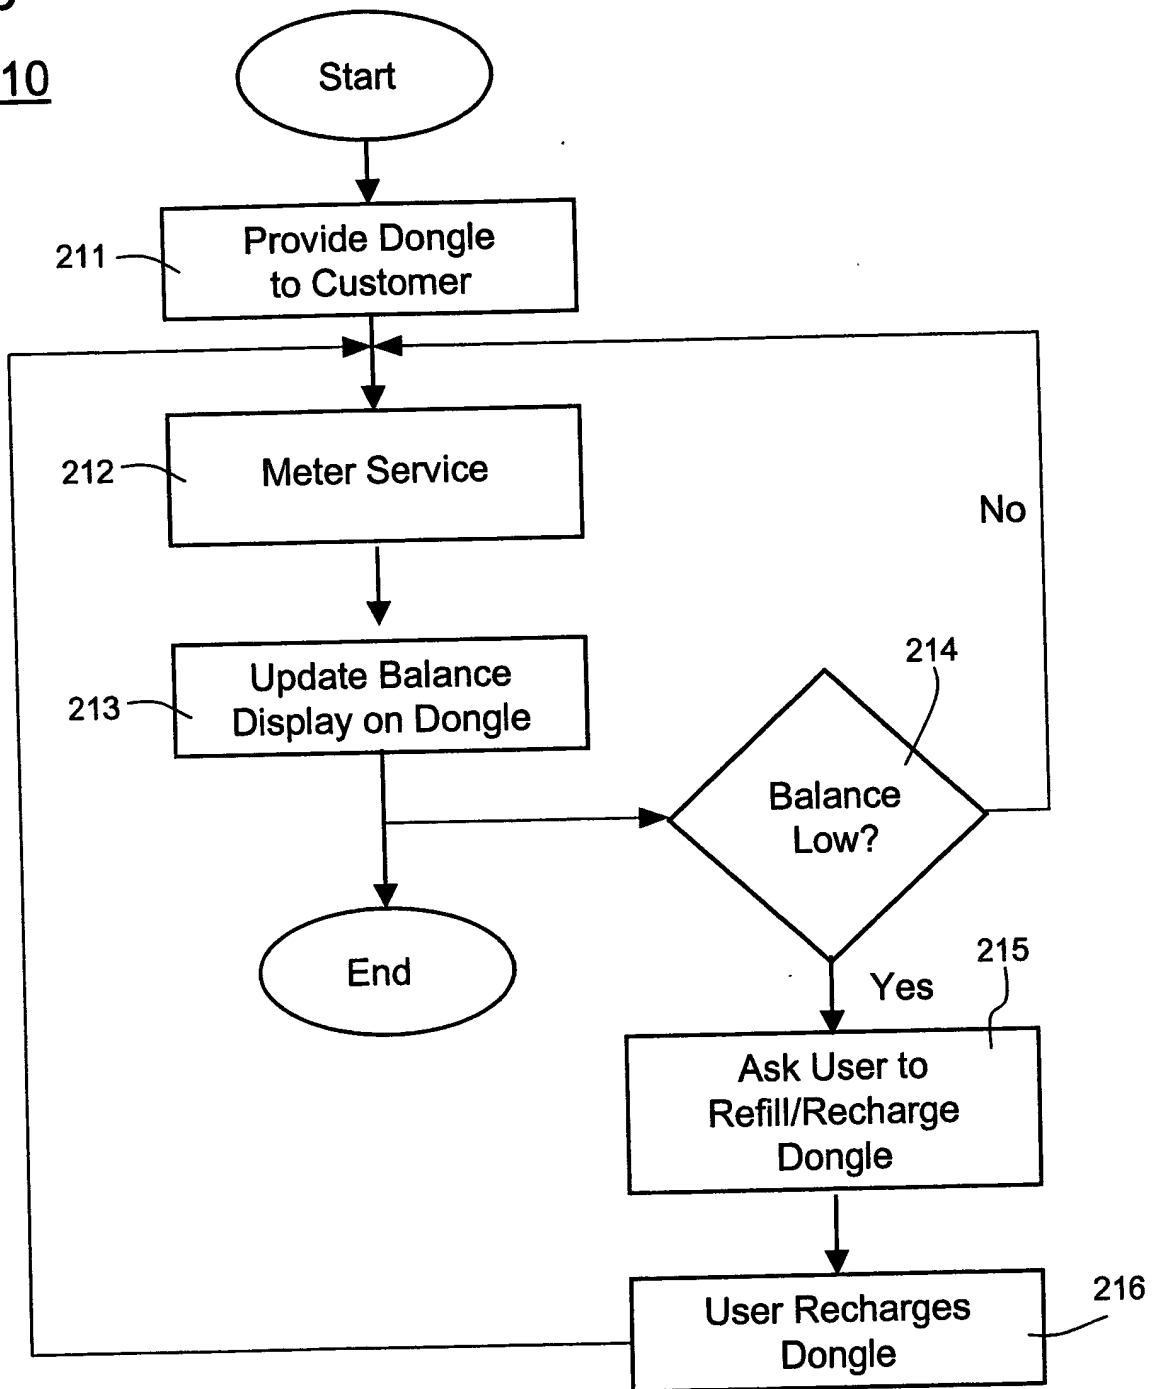 10
Start
211
Provide Dongle
to Customer
212
Meter Service
No
213
Update Balance
Display on Dongle
214
Balance
Low?
End
Yes
215
Ask User to
Refill/Recharge
Dongle
216
User Recharges
Dongle